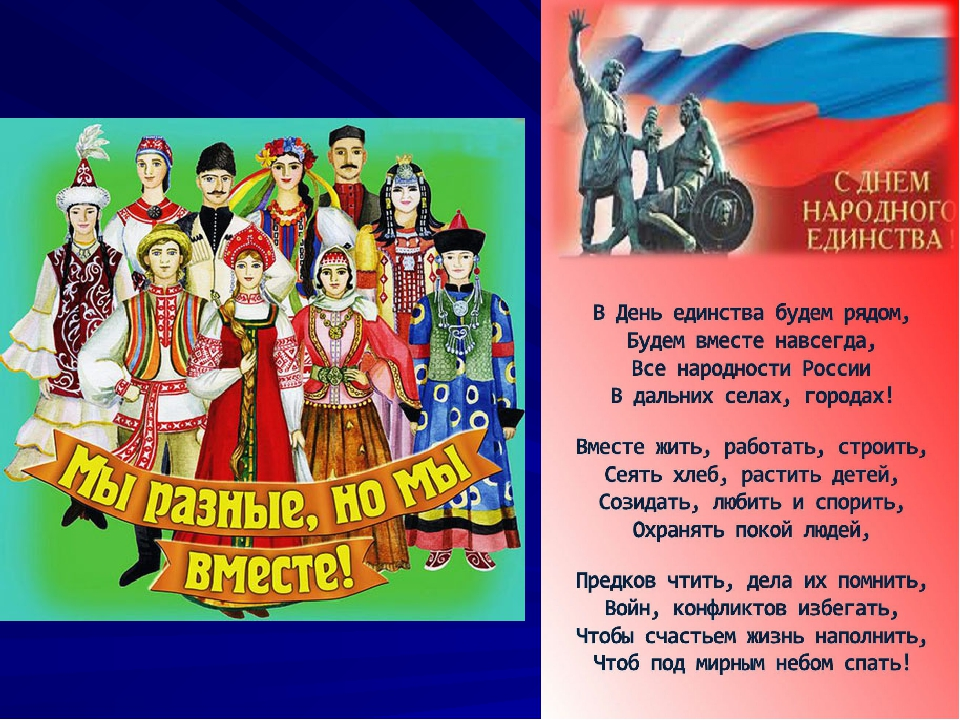 Мы разные, но мы
вместе!
С ДНЕМ
НАРОДНОГО
ЕДИНСТВА!
В День единства будем рядом,
Будем вместе навсегда,
Все народности России
В дальних селах, городах!
Вместе жить, работать, строить,
Сеять хлеб, растить детей,
Созидать, любить и спорить,
Охранять покой людей,
Предков чтить, дела их помнить,
Войн, конфликтов избегать,
Чтобы счастьем жизнь наполнить,
Чтоб под мирным небом спать!